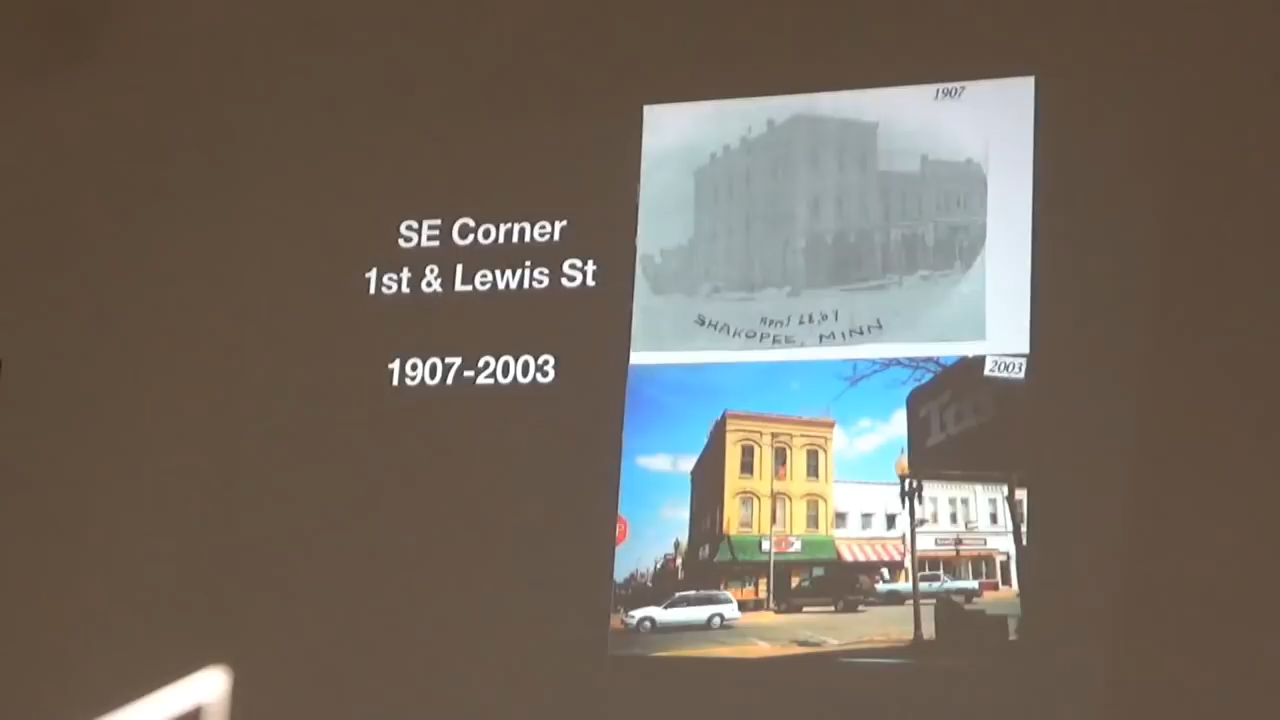 SE Corner
1st & Lewis St
1907-2003
1907
SHAKOPEE, MINN
2003